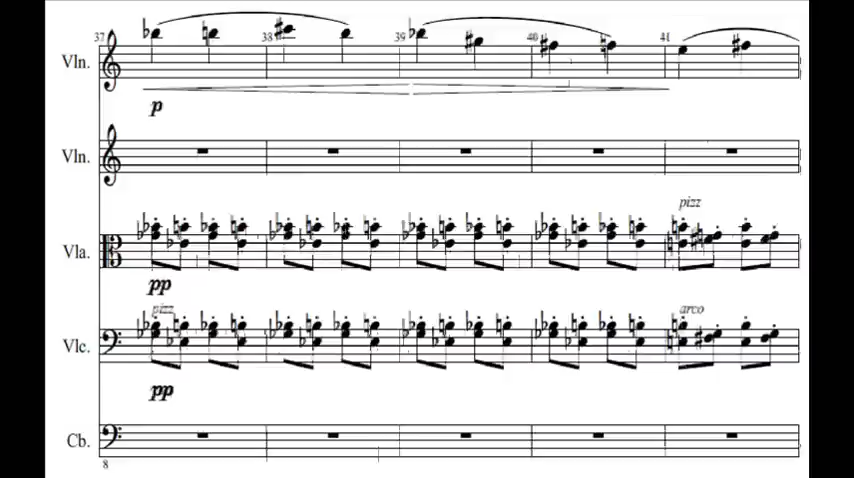 37 38 39 40 41
Vln.
p
Vln.
pizz
Vla.
pp
pizz arco
Vlc.
pp
Cb.
8